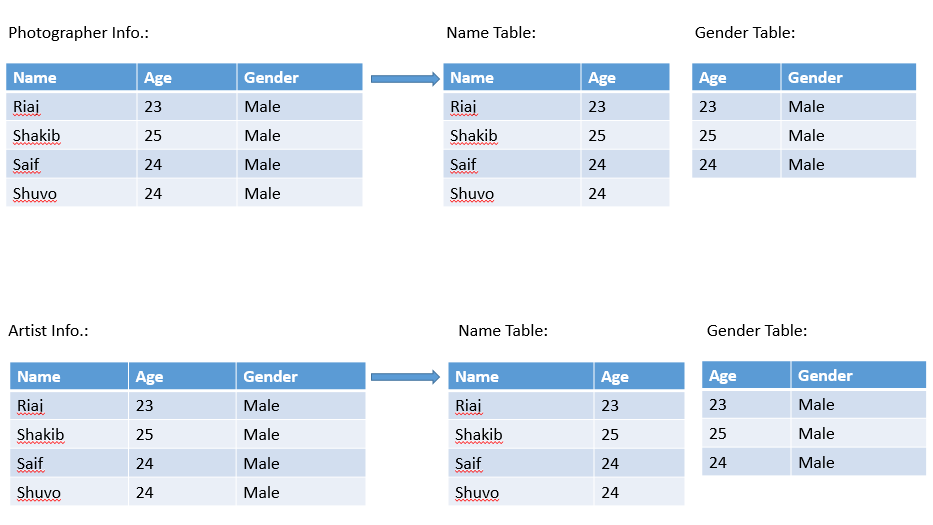 Photographer Info.:
Name Age Gender
Riaj 23 Male
Shakib 25 Male
Saif 24 Male
Shuvo 24 Male
Name Table:
Name Age
Riaj 23
Shakib 25
Saif 24
Shuvo 24
Gender Table:
Age Gender
23 Male
25 Male
24 Male
Artist Info.:
Name Age Gender
Riaj 23 Male
Shakib 25 Male
Saif 24 Male
Shuvo 24 Male
Name Table:
Name Age
Riaj 23
Shakib 25
Saif 24
Shuvo 24
Gender Table:
Age Gender
23 Male
25 Male
24 Male